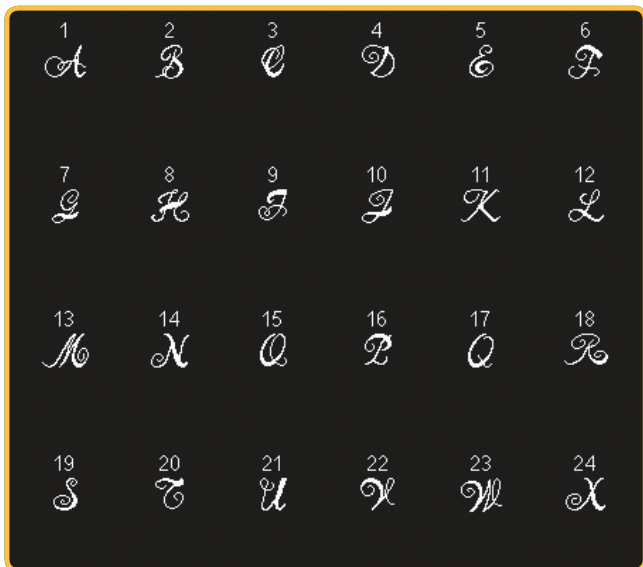 1 2 3 4 5 6
A B C D E F
7 8 9 10 11 12
G H I J K L
13 14 15 16 17 18
M N O P Q R
19 20 21 22 23 24
S T U V W X